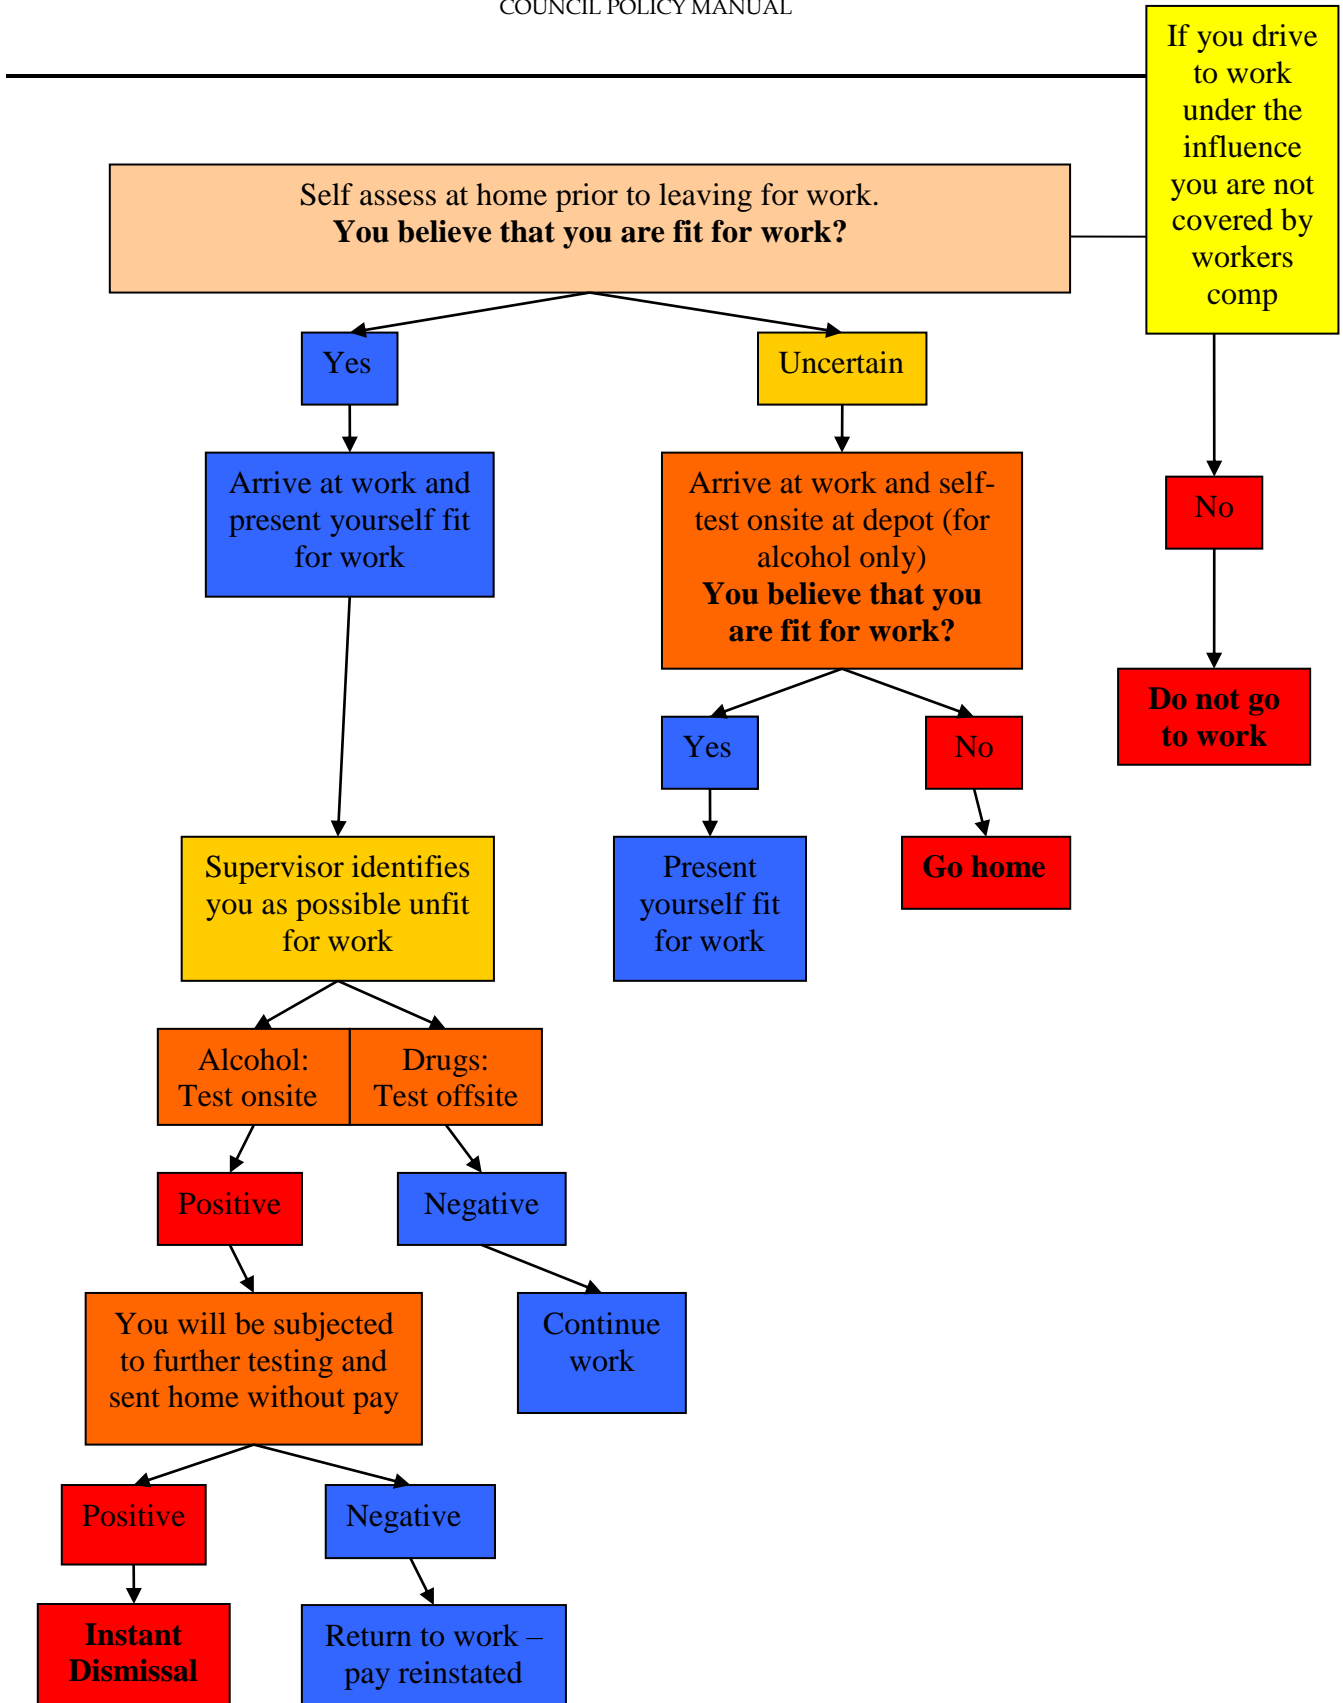 COUNCIL POLICY MANUAL
If you drive
to work
under the
influence
you are not
covered by
workers
comp
Self assess at home prior to leaving for work.
You believe that you are fit for work?
Yes
Uncertain
Arrive at work and
present yourself fit
for work
Arrive at work and self-
test onsite at depot (for
alcohol only)
You believe that you
are fit for work?
No
Do not go
to work
Yes
No
Present
yourself fit
for work
Go home
Supervisor identifies
you as possible unfit
for work
Alcohol:
Test onsite
Drugs:
Test offsite
Positive
Negative
You will be subjected
to further testing and
sent home without pay
Continue
work
Positive
Negative
Instant
Dismissal
Return to work –
pay reinstated